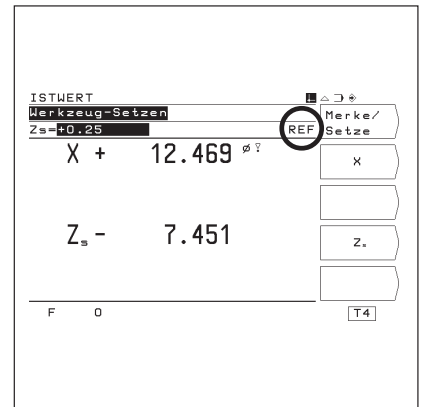 ISTWERT
Werkzeug-Setzen
Zs=+0.25 REF
Merke/
Setze
X + 12.469 ø
X
Zs - 7.451
Zs
F 0
T4